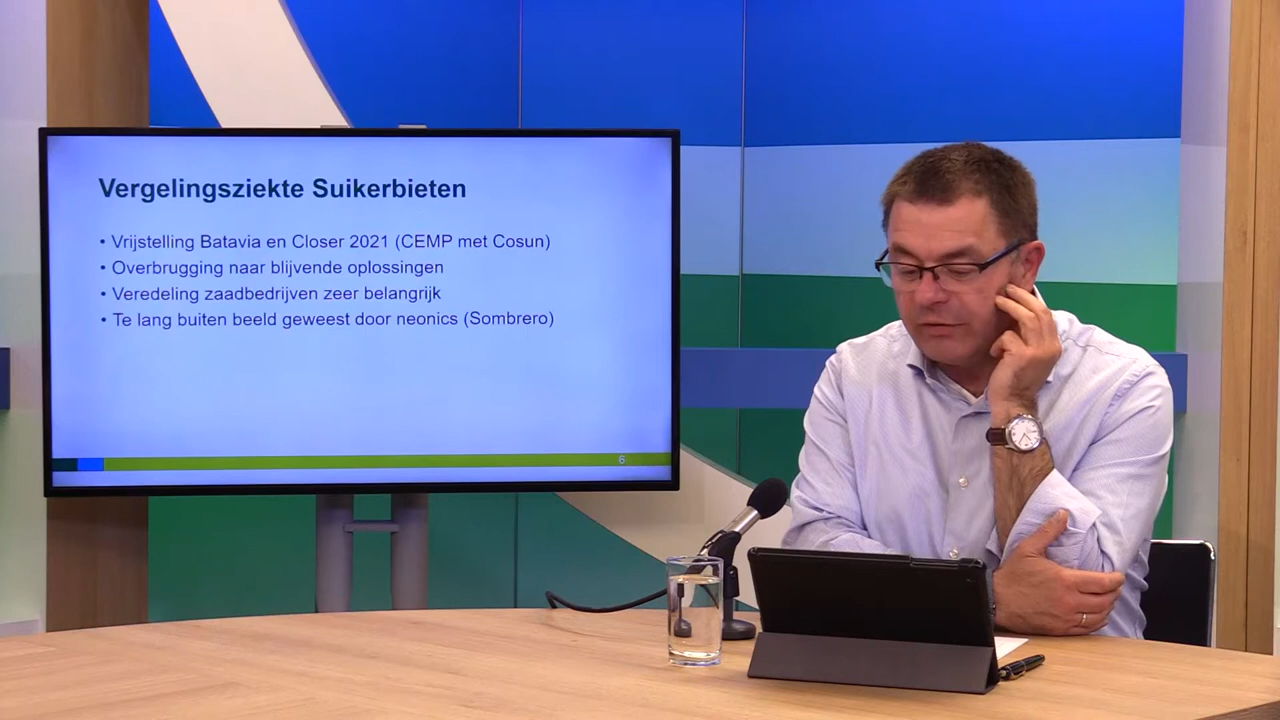 Vergelingsziekte Suikerbieten
• Vrijstelling Batavia en Closer 2021 (CEMP met Cosun)
• Overbrugging naar blijvende oplossingen
• Veredeling zaadbedrijven zeer belangrijk
• Te lang buiten beeld geweest door neonics (Sombrero)
6